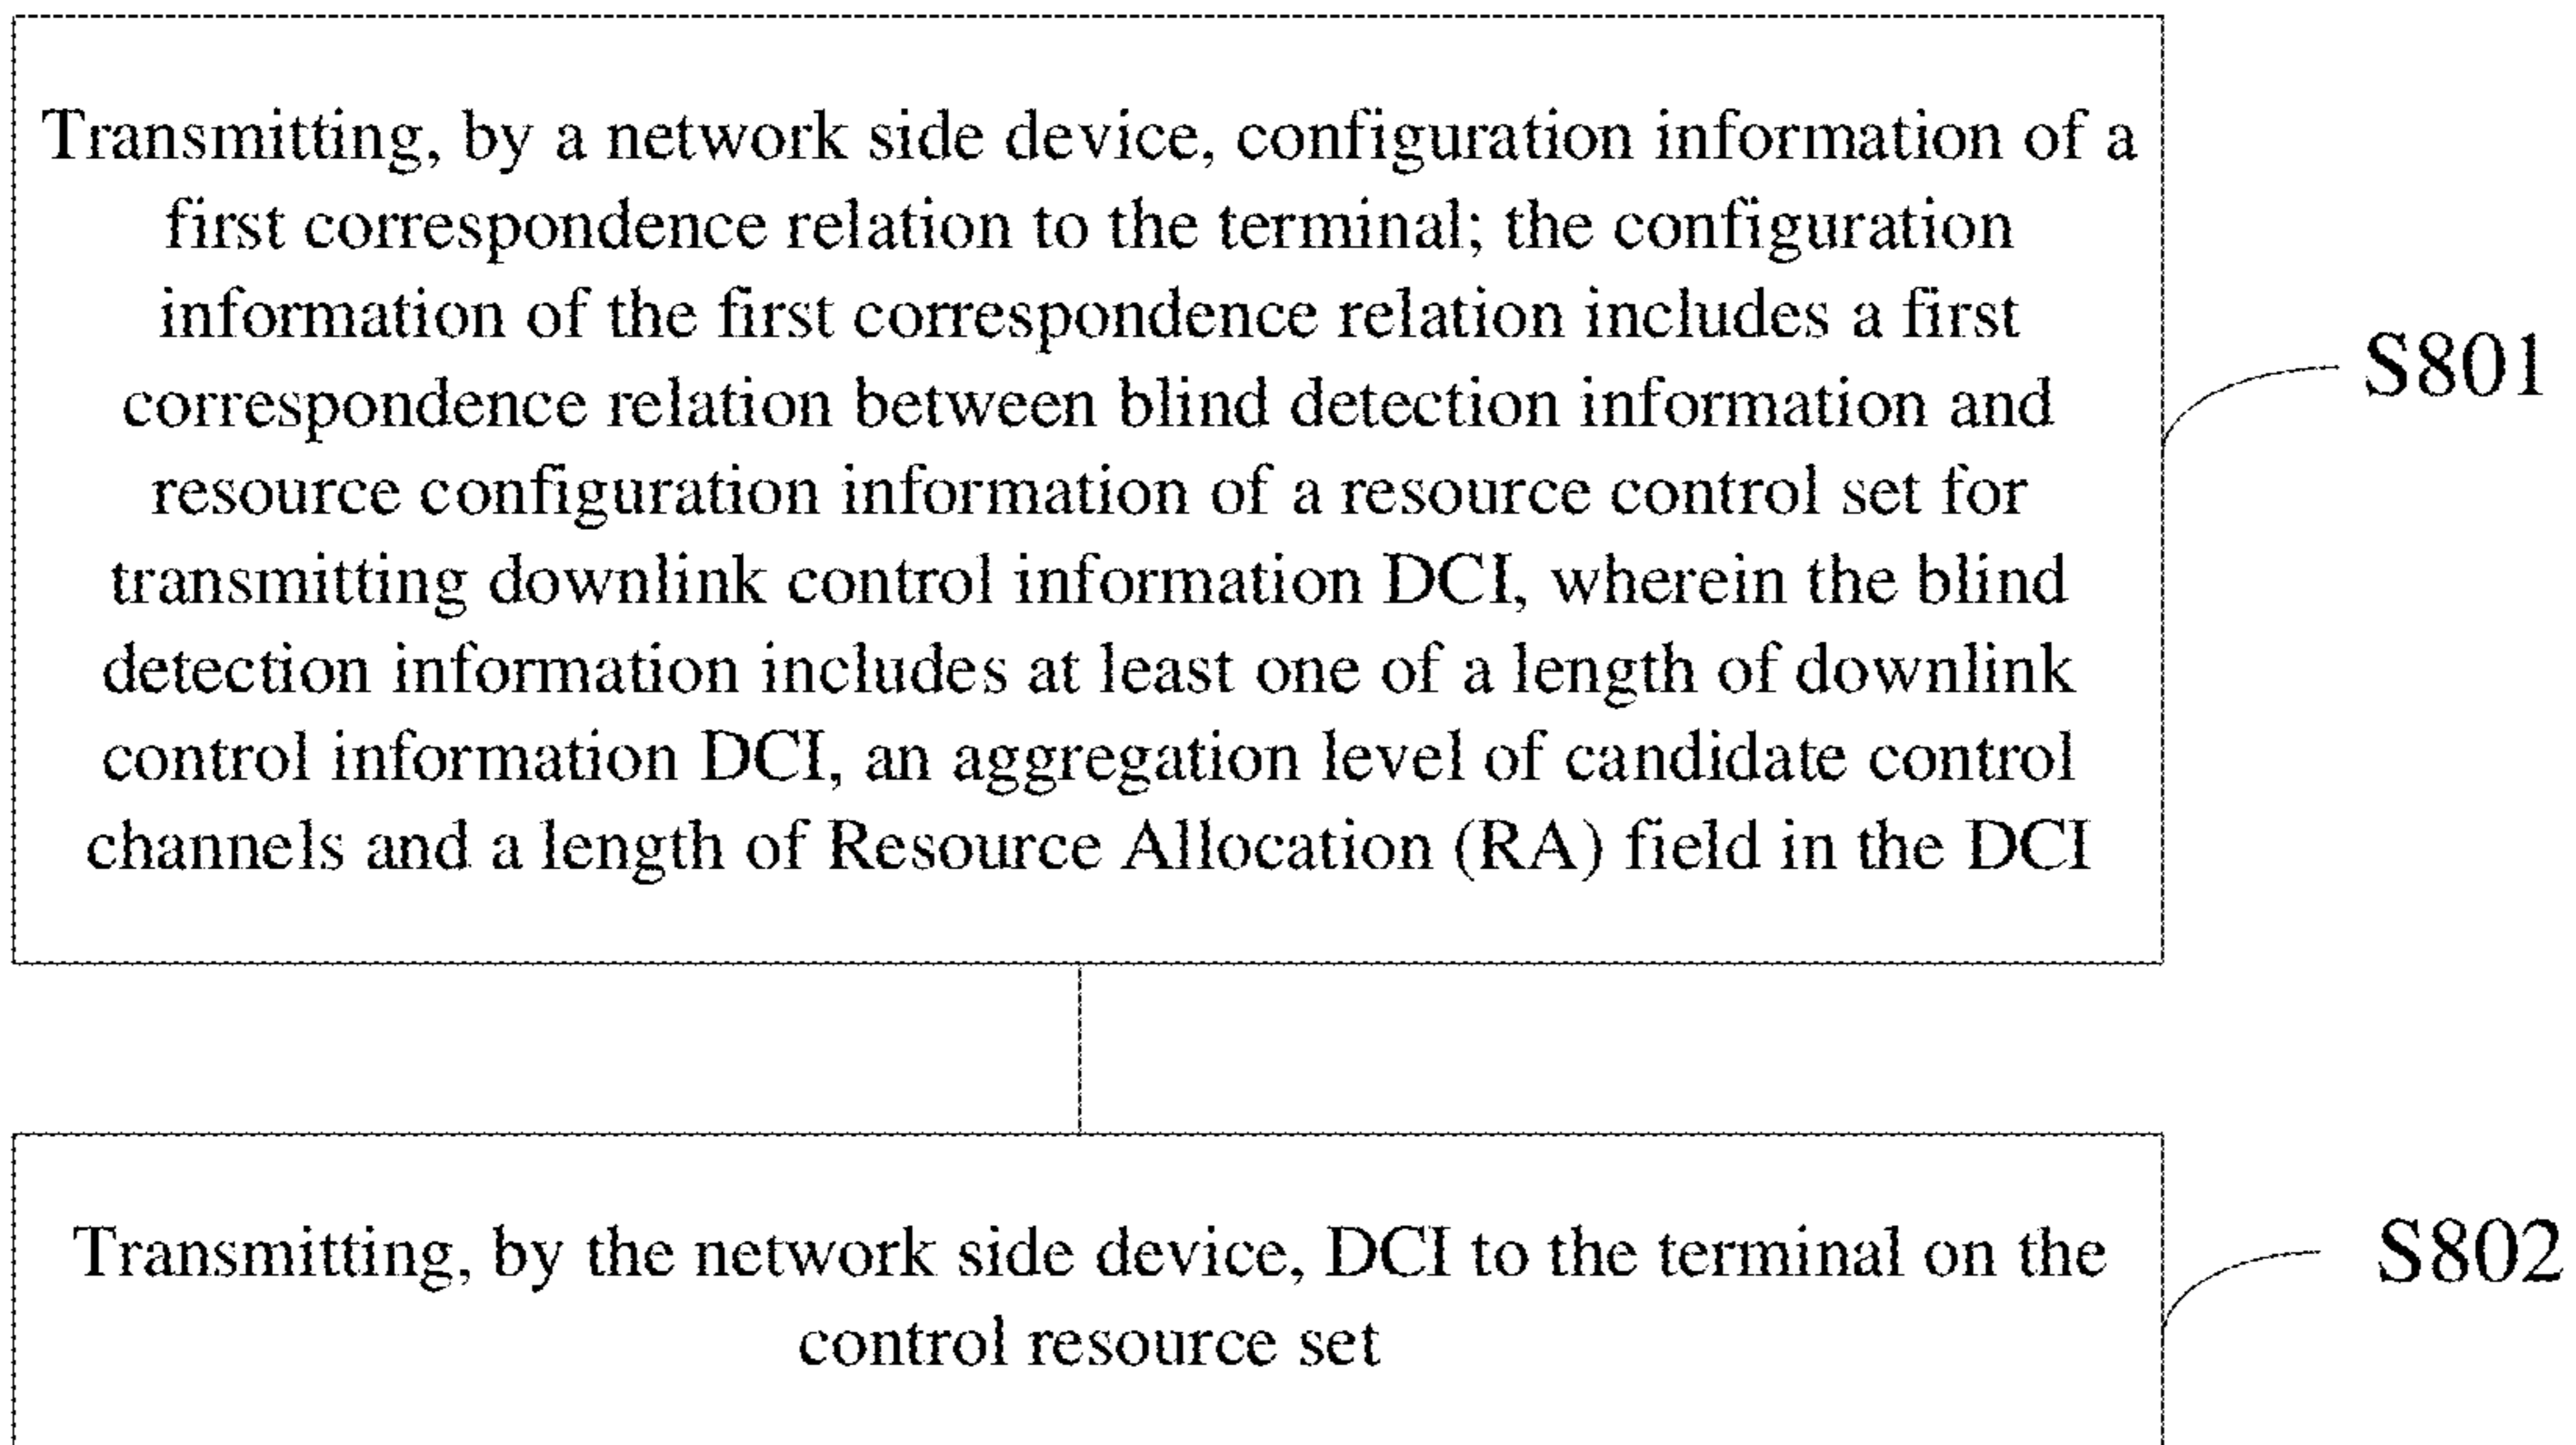 Transmitting, by a network side device, configuration information of a
first correspondence relation to the terminal; the configuration
information of the first correspondence relation includes a first
correspondence relation between blind detection information and
resource configuration information of a resource control set for
transmitting downlink control information DCI, wherein the blind
detection information includes at least one of a length of downlink
control information DCI, an aggregation level of candidate control
channels and a length of Resource Allocation (RA) field in the DCI
S801
Transmitting, by the network side device, DCI to the terminal on the
control resource set
S802